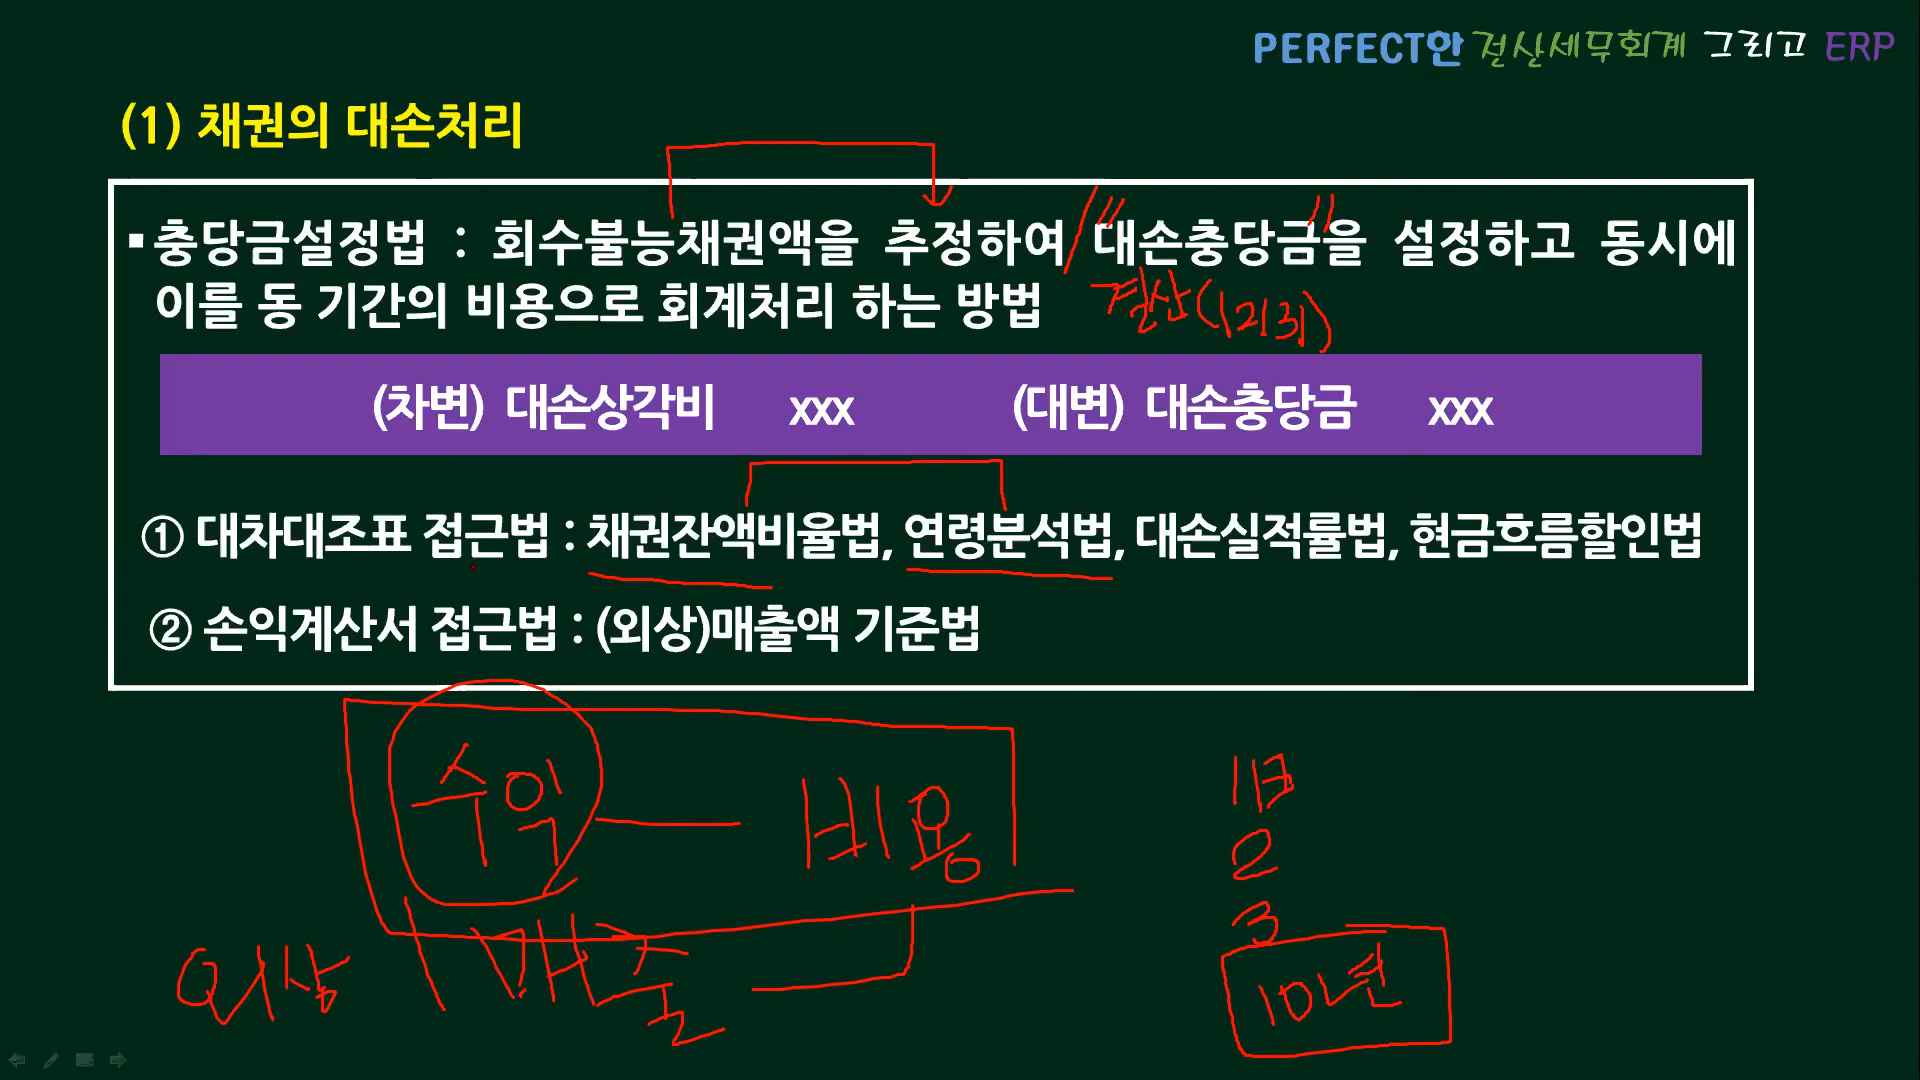 PERFECT한 전산세무회계 그리고 ERP
(1) 채권의 대손처리
▪충당금설정법 : 회수불능채권액을 추정하여 "대손충당금"을 설정하고 동시에
이를 동 기간의 비용으로 회계처리 하는 방법
결산(12/31)
(차변) 대손상각비 xxx (대변) 대손충당금 xxx
① 대차대조표 접근법 : 채권잔액비율법, 연령분석법, 대손실적률법, 현금흐름할인법
② 손익계산서 접근법 : (외상)매출액 기준법
수익 — 비용
외상 매출
1년
2
3
10년